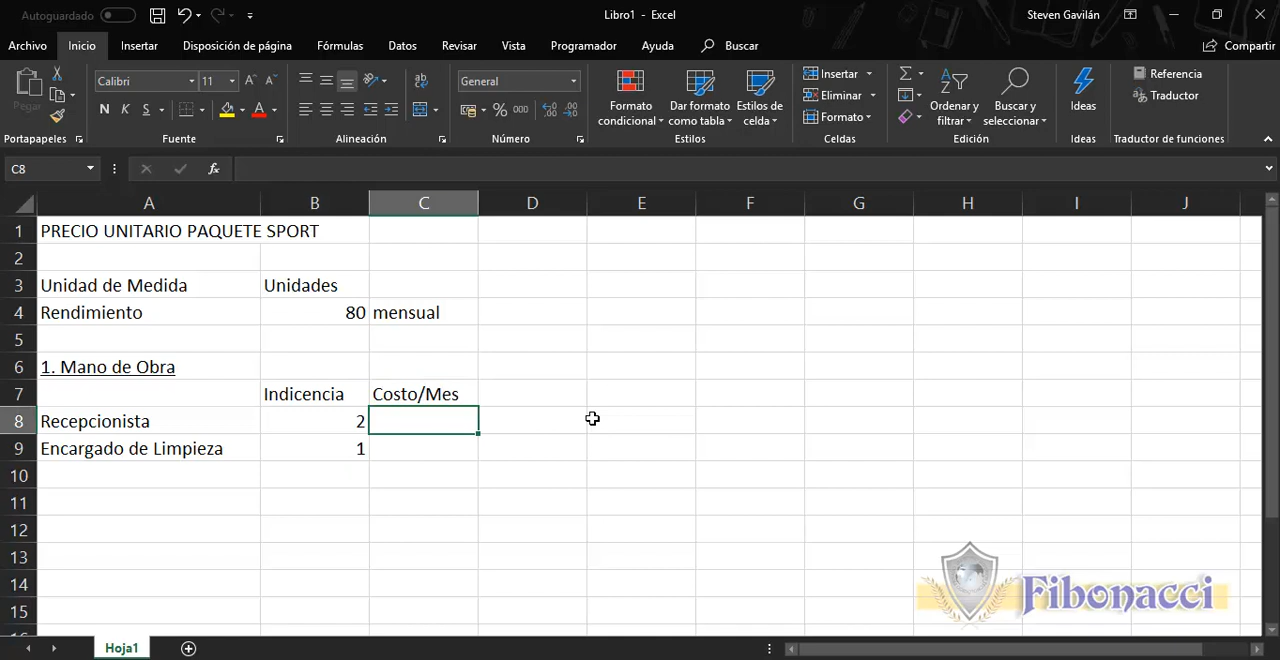 Autoguardado
Libro1 - Excel
Steven Gavilán
Archivo Inicio Insertar Disposición de página Fórmulas Datos Revisar Vista Programador Ayuda Buscar Compartir
Pegar
Calibri 11
N K S
General
% 000
Formato condicional
Dar formato como tabla
Estilos de celda
Insertar
Eliminar
Formato
Ordenar y filtrar
Buscar y seleccionar
Ideas
Referencia
Traductor
Portapapeles Fuente Alineación Número Estilos Celdas Edición Ideas Traductor de funciones
C8 fx
A B C D E F G H I J
1 PRECIO UNITARIO PAQUETE SPORT
2
3 Unidad de Medida Unidades
4 Rendimiento 80 mensual
5
6 1. Mano de Obra
7 Indicencia Costo/Mes
8 Recepcionista 2
9 Encargado de Limpieza 1
10
11
12
13
14
15
16
Fibonacci
Hoja1